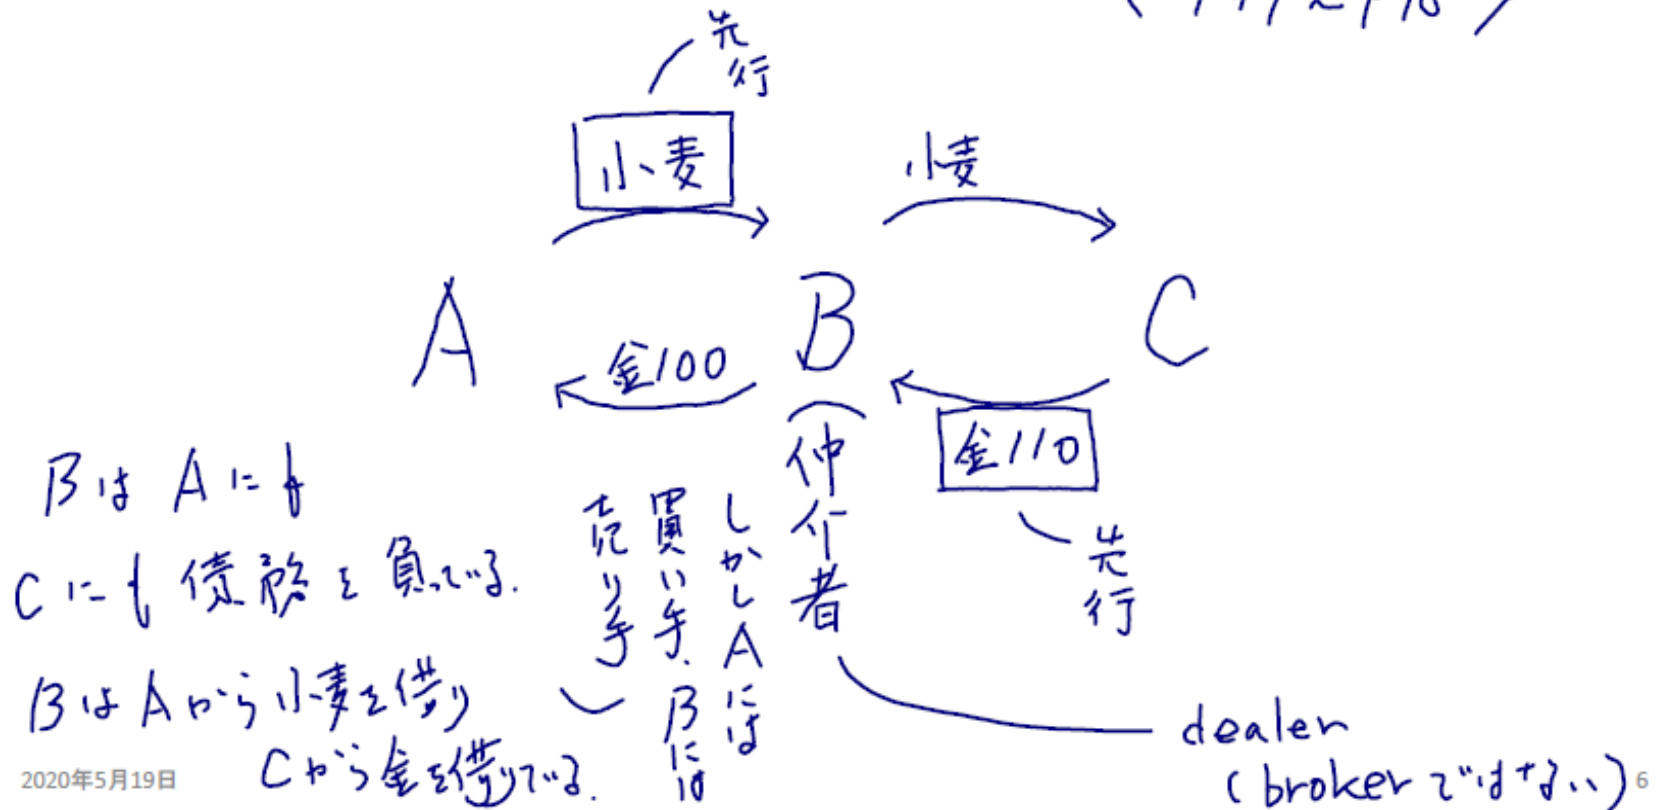 先行
小麦
小麦
A
B
C
金100
金110
先行
(仲介者
しかしAには
買い手、Bには
売り手)
BはAにも
Cにも債務を負っている.
BはAから小麦を借り
Cから金を借りている.
dealer
(brokerではない)
2020年5月19日
6